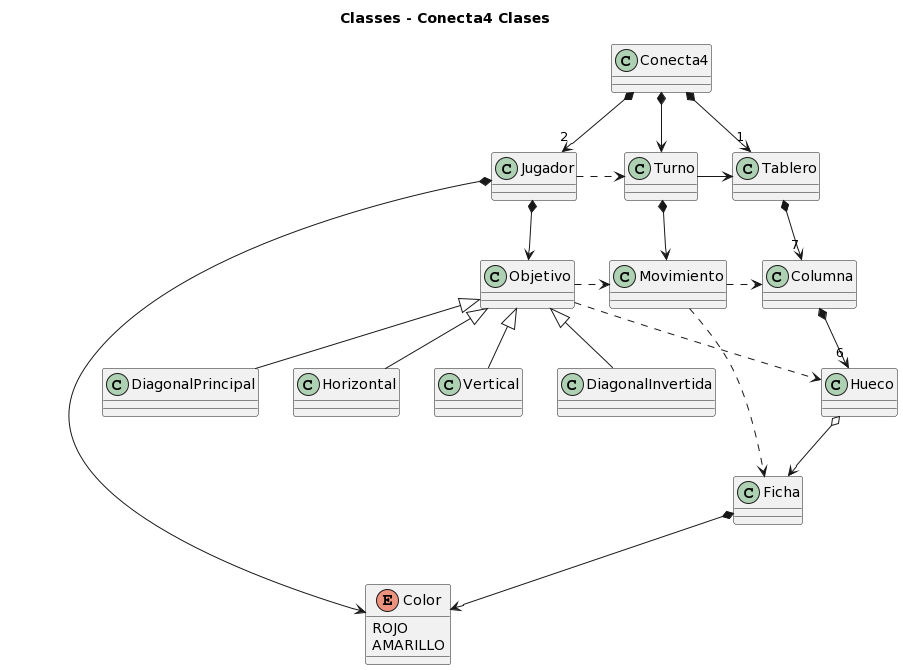 Classes - Conecta4 Clases
C Conecta4
2
1
C Jugador
C Turno
C Tablero
7
C Objetivo
C Movimiento
C Columna
6
C DiagonalPrincipal
C Horizontal
C Vertical
C DiagonalInvertida
C Hueco
C Ficha
E Color
ROJO
AMARILLO